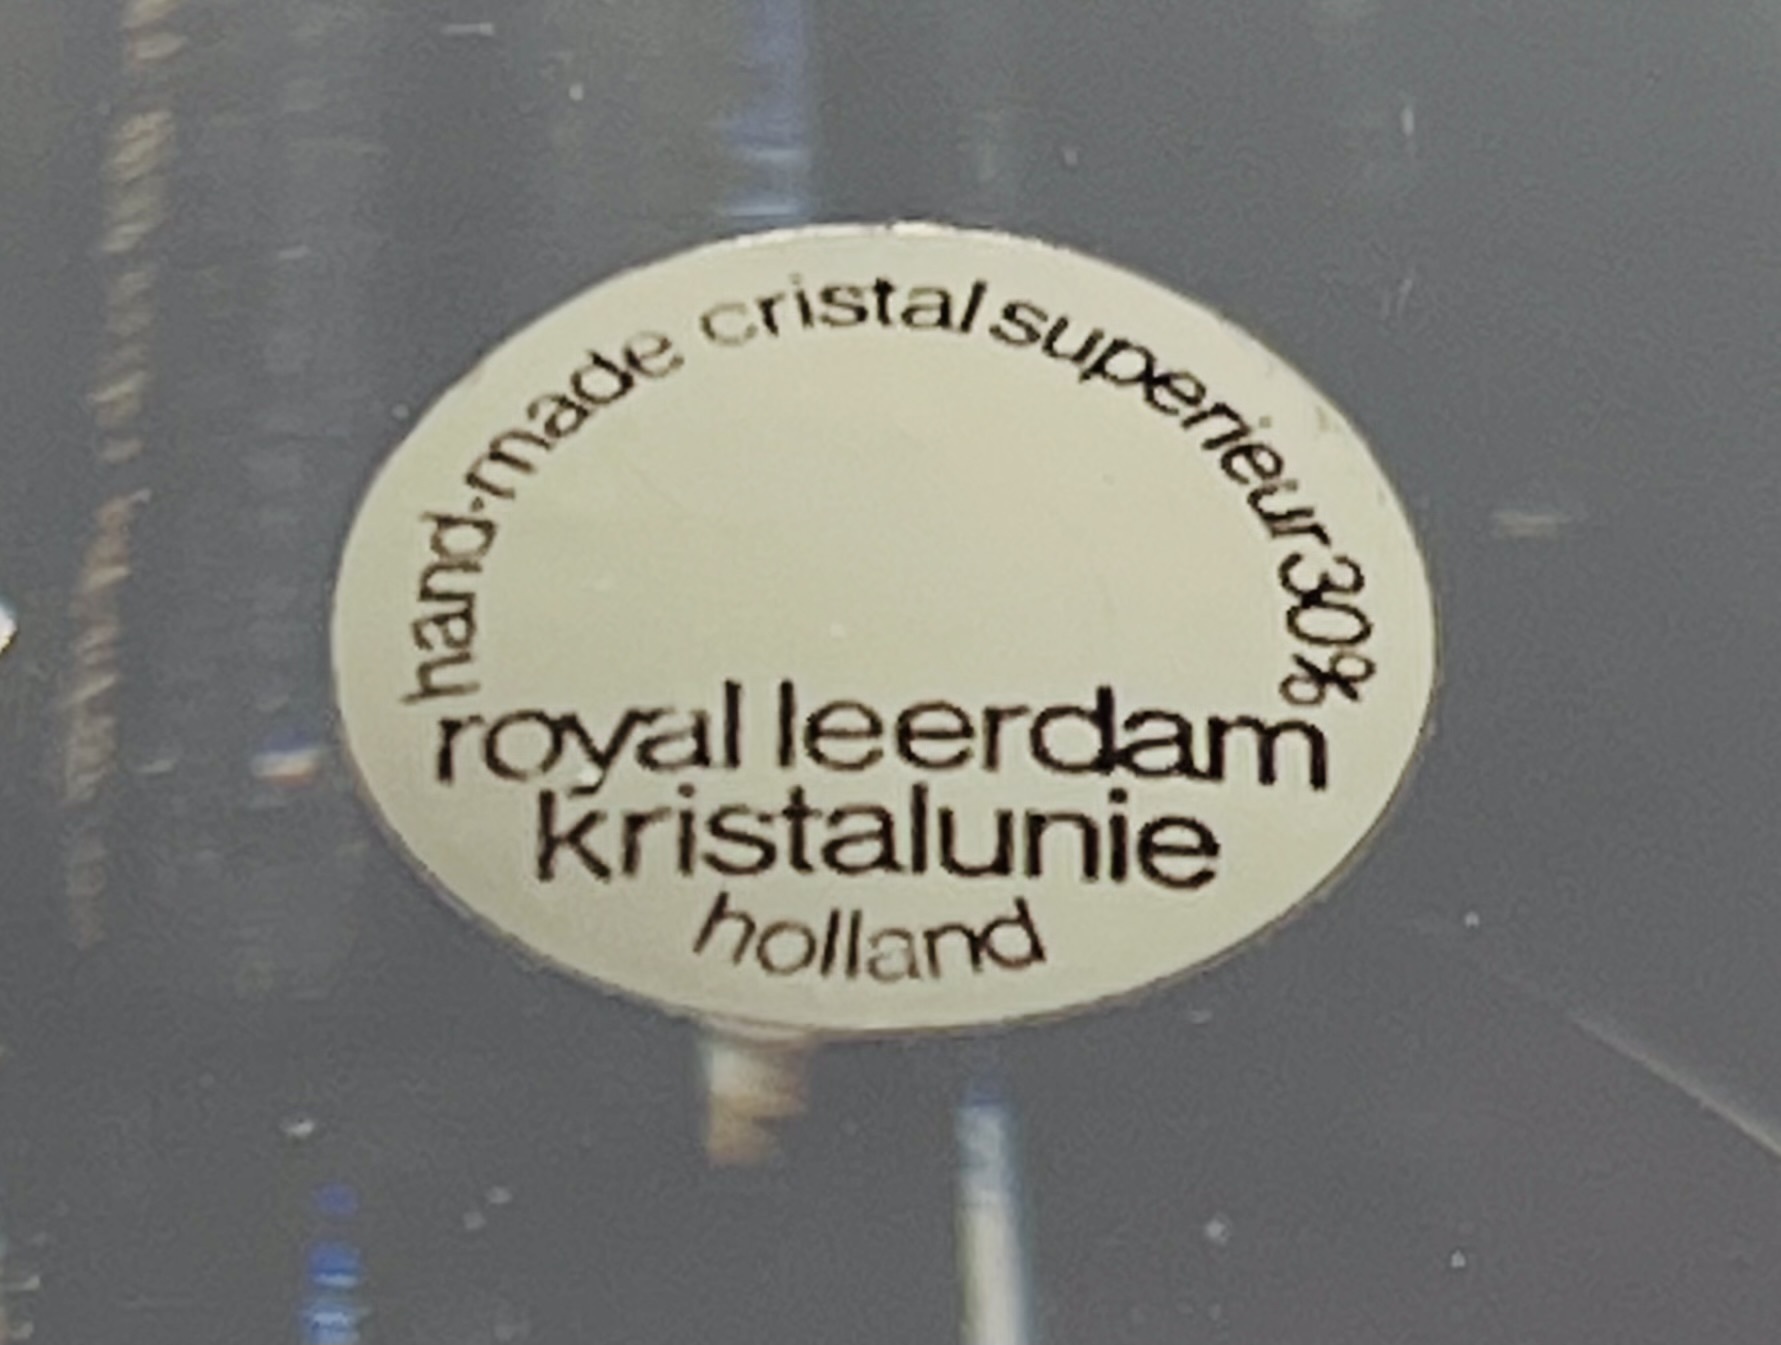 hand-made cristal superieur 30%
royal leerdam
kristalunie
holland